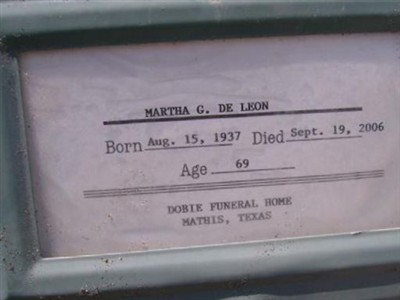 MARTHA G. DE LEON
Born Aug. 15, 1937 Died Sept. 19, 2006
Age 69
DOBIE FUNERAL HOME
MATHIS, TEXAS